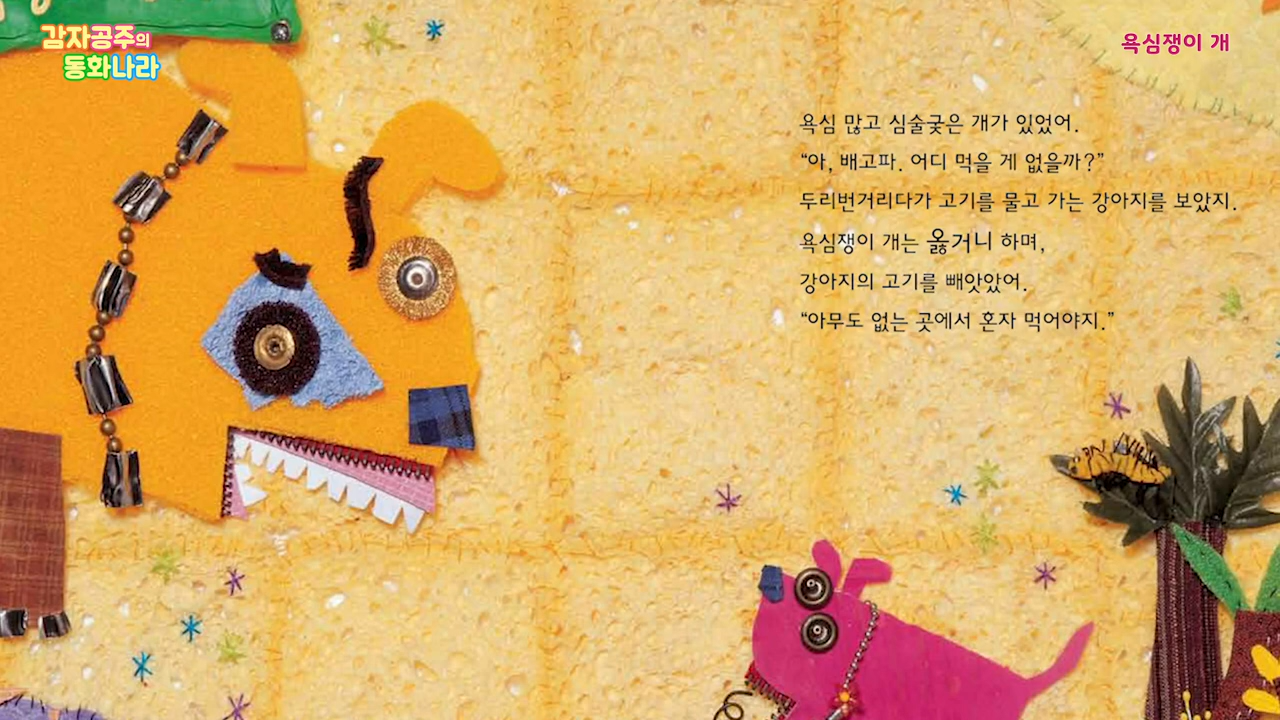 감자공주의
동화나라
욕심쟁이 개
욕심 많고 심술궂은 개가 있었어.
“아, 배고파. 어디 먹을 게 없을까?”
두리번거리다가 고기를 물고 가는 강아지를 보았지.
욕심쟁이 개는 옳거니 하며,
강아지의 고기를 빼앗았어.
“아무도 없는 곳에서 혼자 먹어야지.”